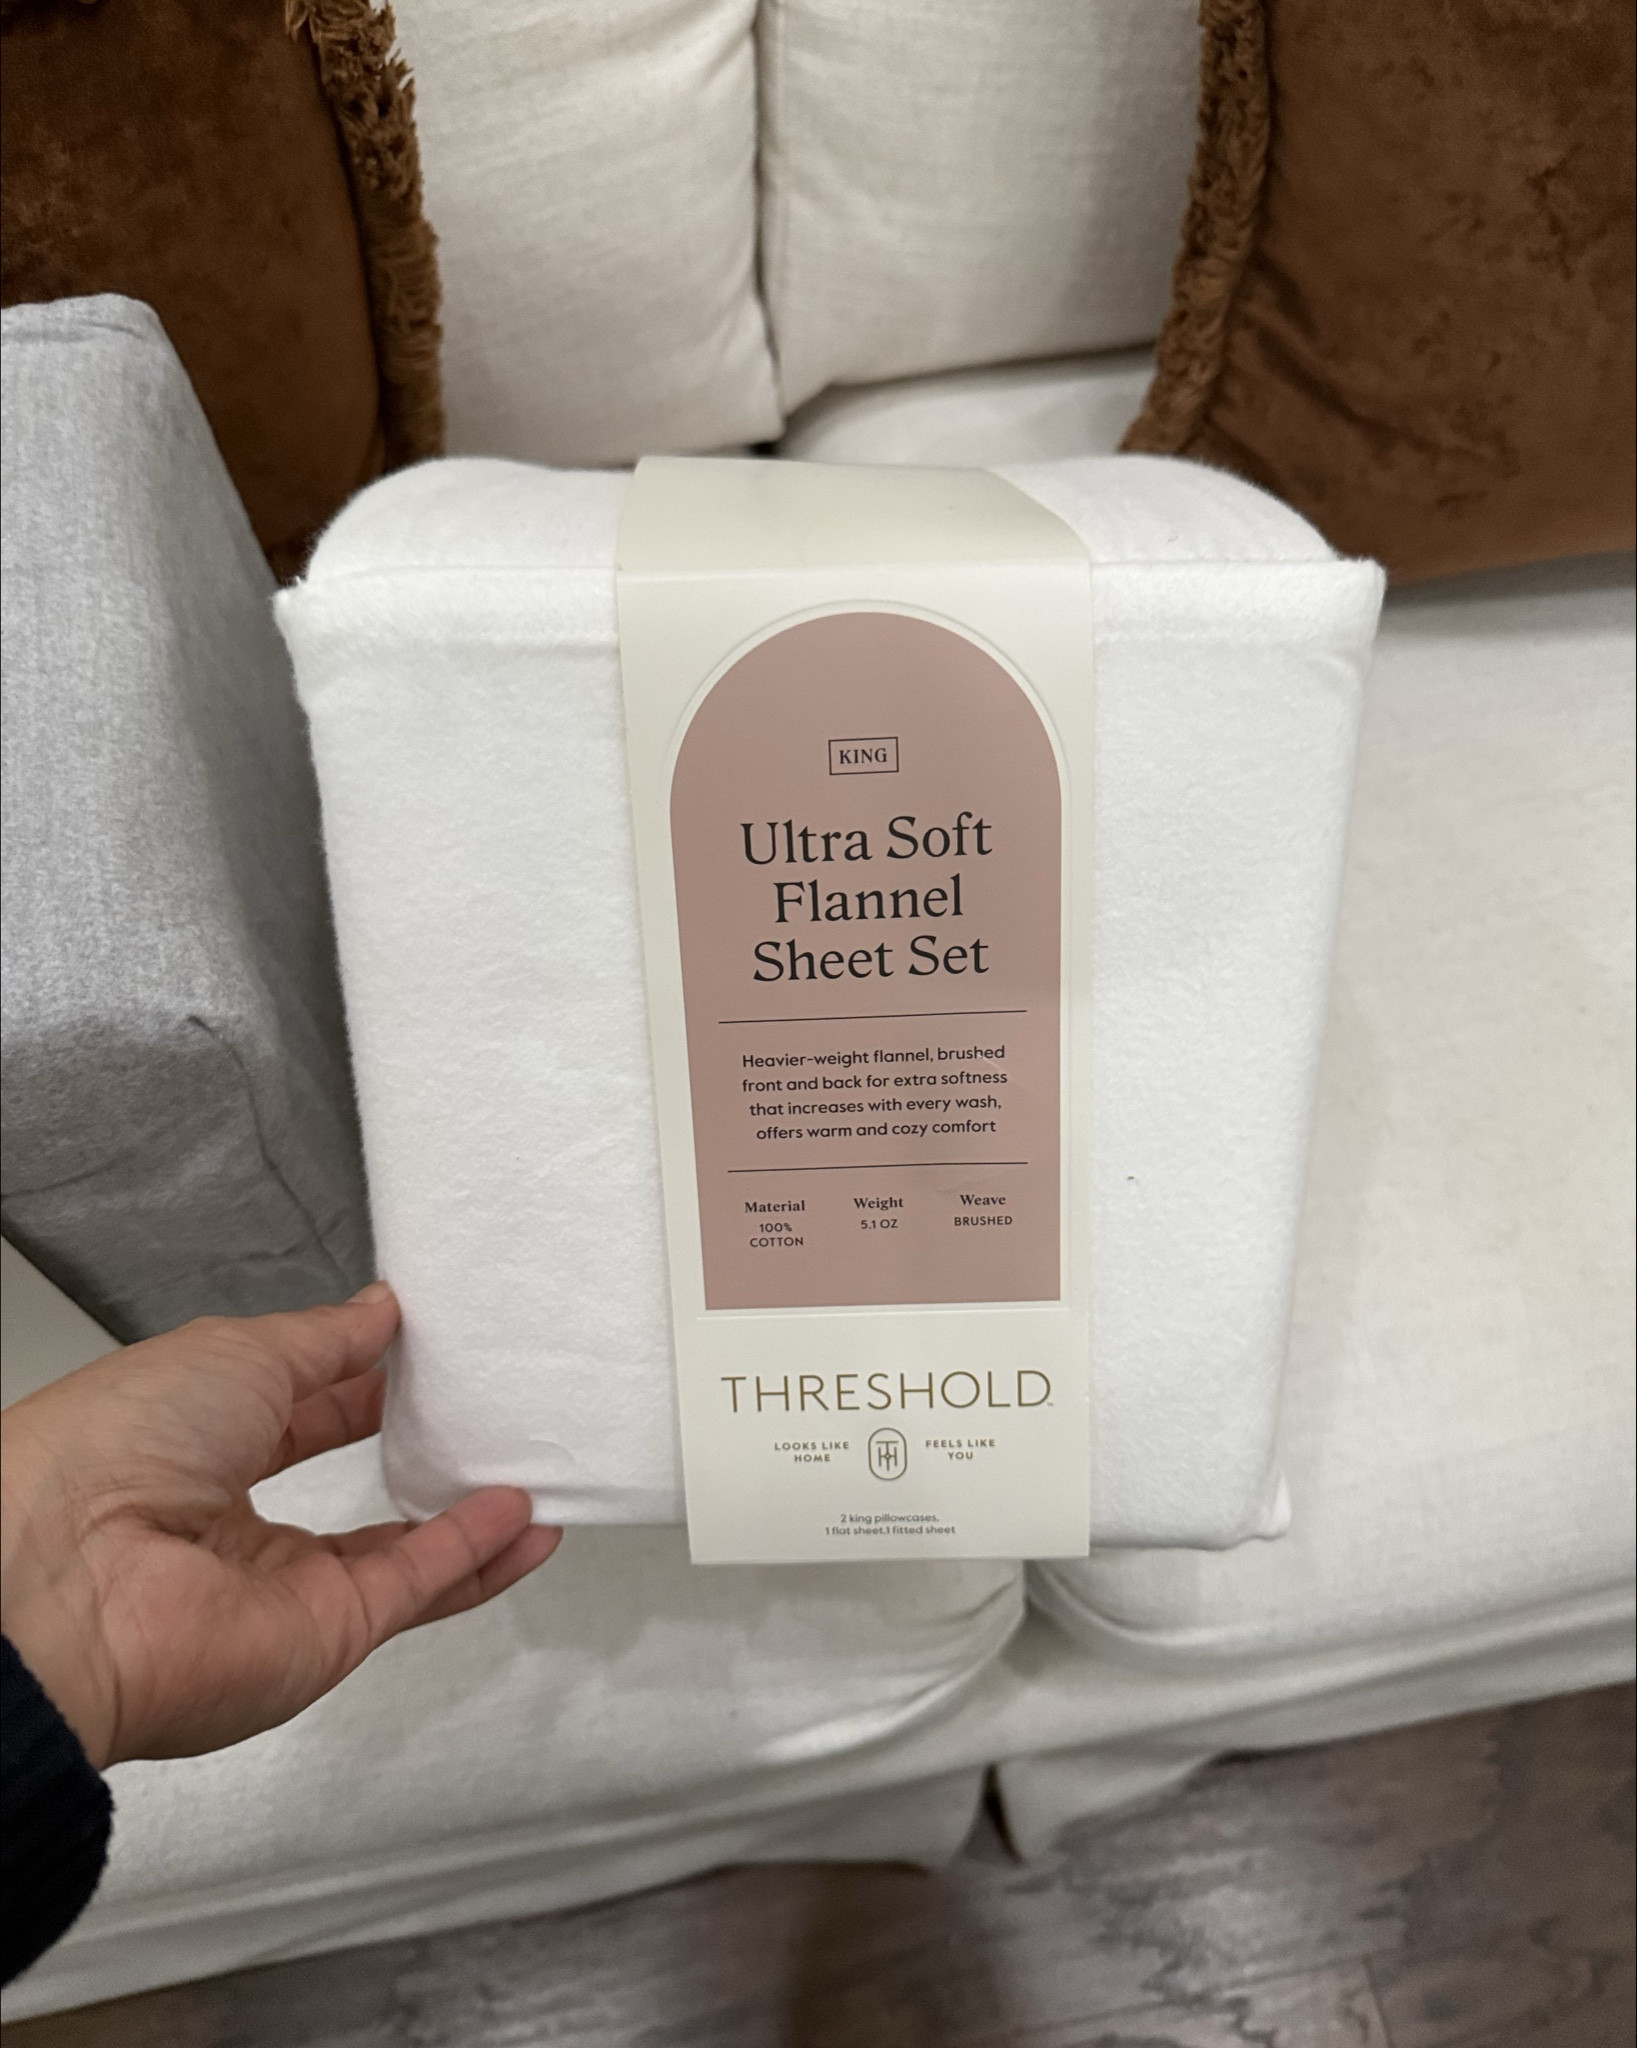 KING
Ultra Soft
Flannel
Sheet Set
Heavier-weight flannel, brushed
front and back for extra softness
that increases with every wash,
offers warm and cozy comfort
Material
100%
COTTON
Weight
5.1 OZ
Weave
BRUSHED
THRESHOLD™
LOOKS LIKE
HOME
TH
FEELS LIKE
YOU
2 king pillowcases,
1 flat sheet,1 fitted sheet